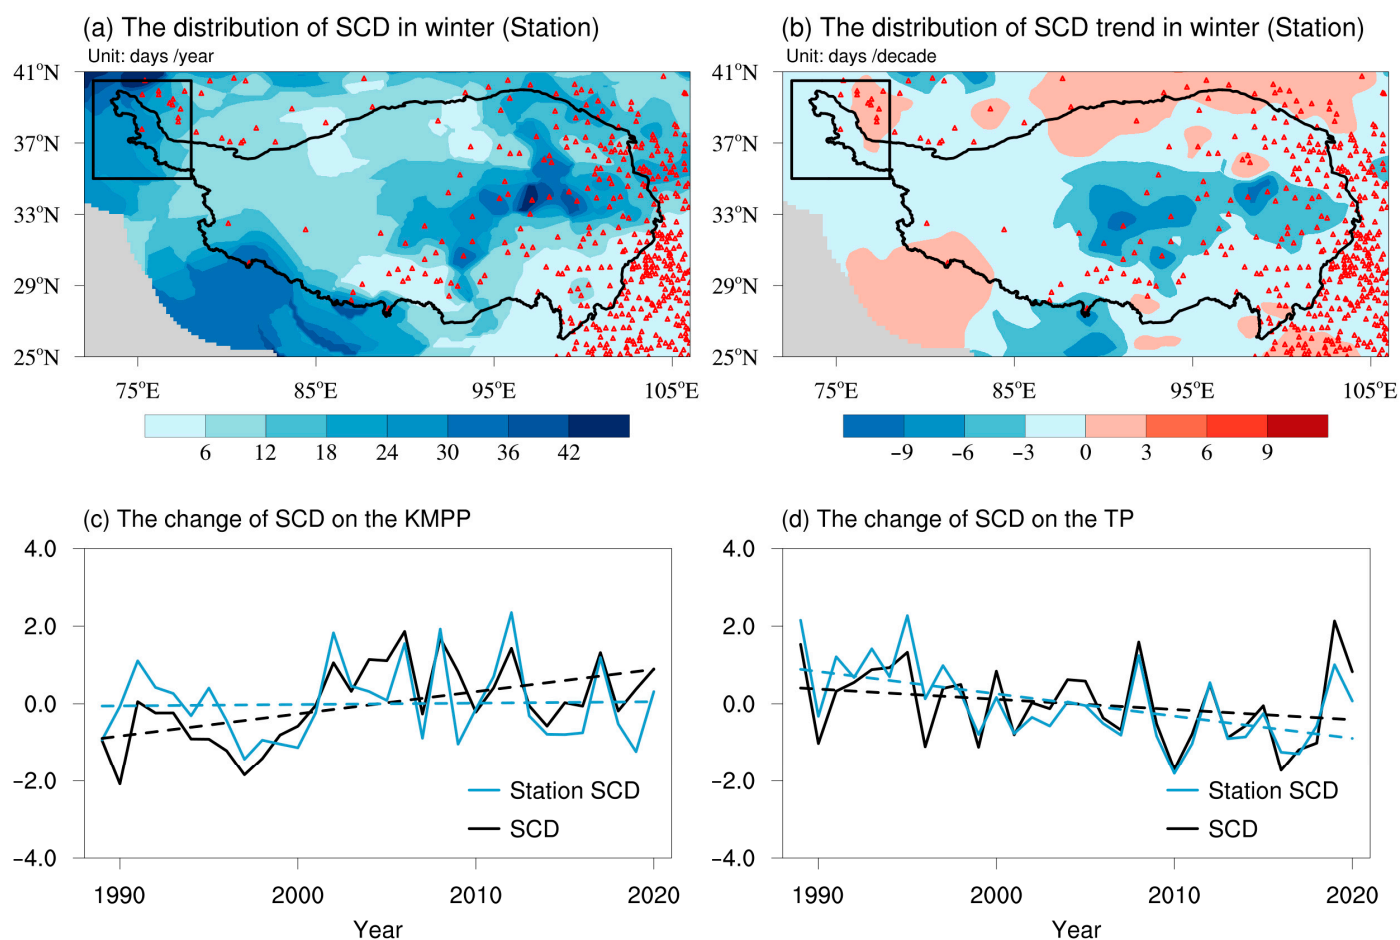 (a) The distribution of SCD in winter (Station)
Unit: days /year
41°N
37°N
33°N
29°N
25°N
75°E 85°E 95°E 105°E
6 12 18 24 30 36 42
(b) The distribution of SCD trend in winter (Station)
Unit: days /decade
41°N
37°N
33°N
29°N
25°N
75°E 85°E 95°E 105°E
−9 −6 −3 0 3 6 9
(c) The change of SCD on the KMPP
4.0
2.0
0.0
−2.0
−4.0
Station SCD
SCD
1990 2000 2010 2020
Year
(d) The change of SCD on the TP
4.0
2.0
0.0
−2.0
−4.0
Station SCD
SCD
1990 2000 2010 2020
Year